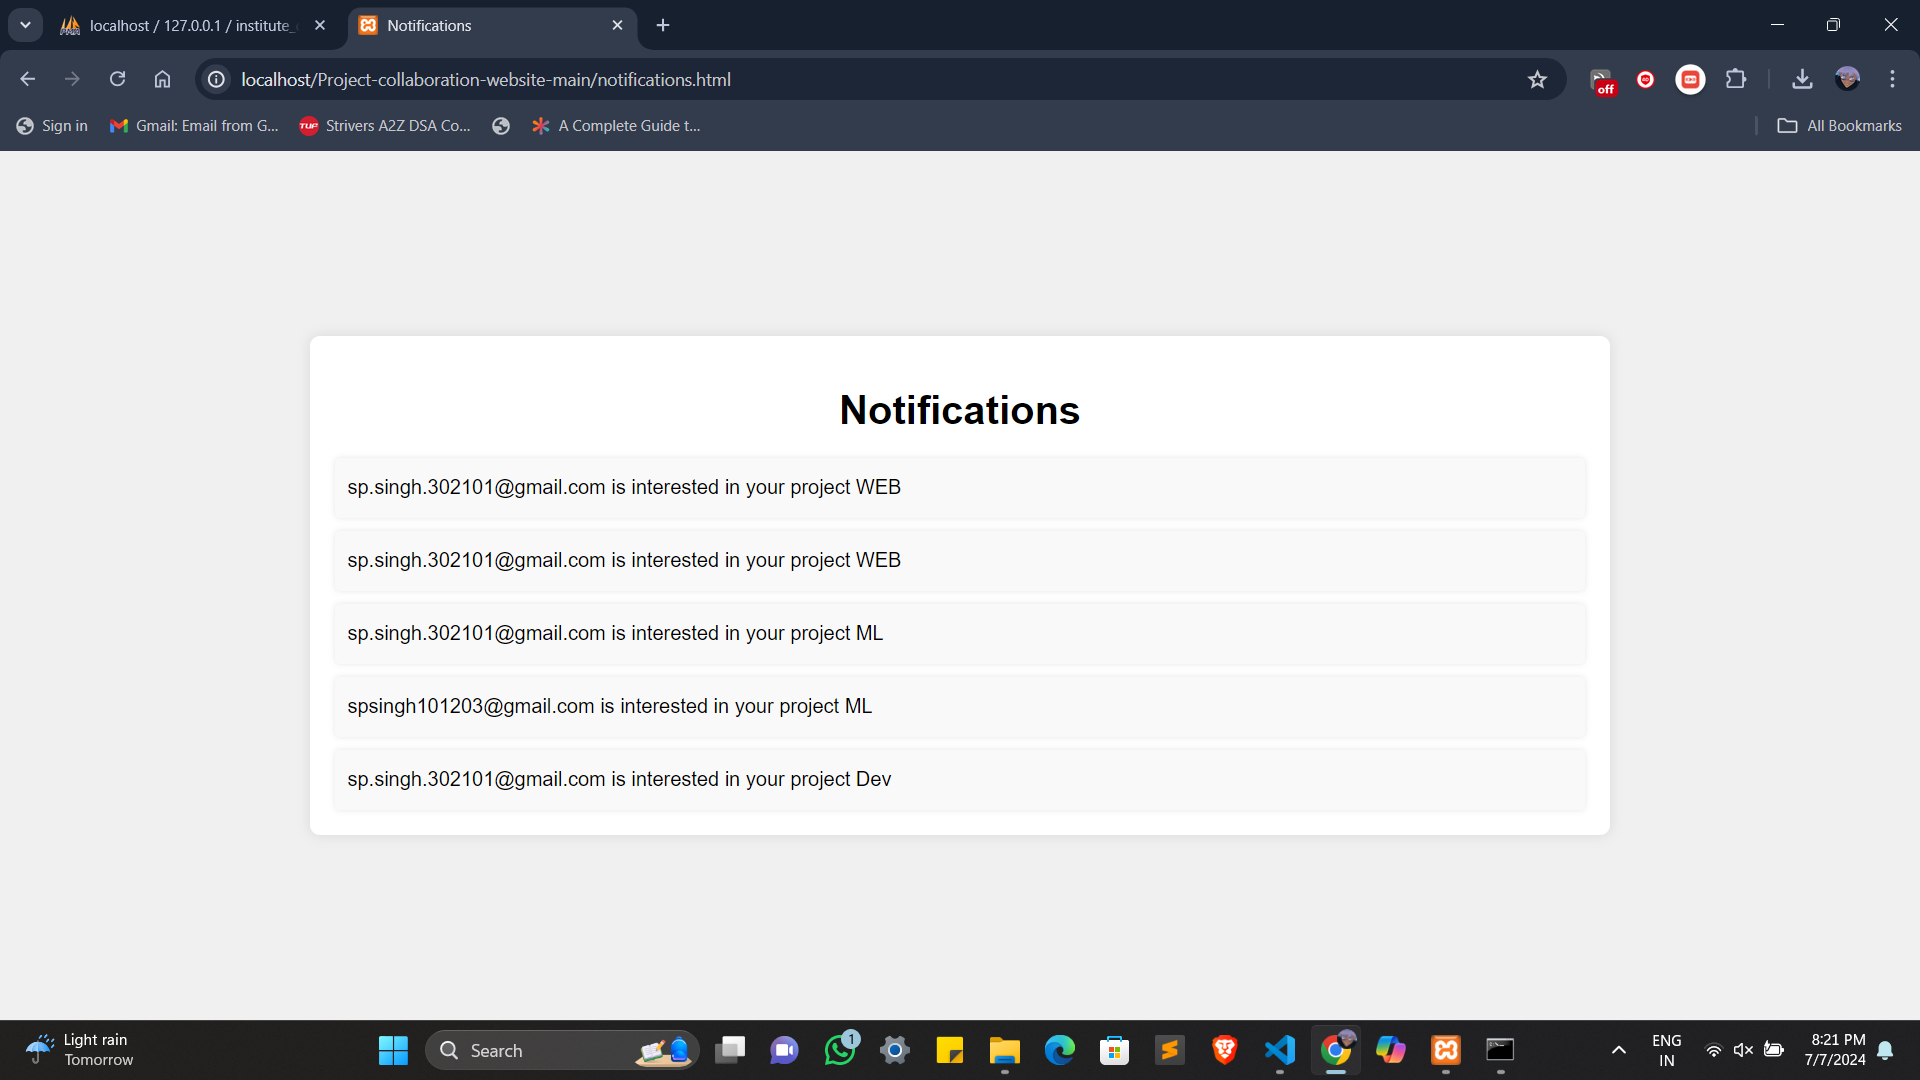 localhost / 127.0.0.1 / institute_
Notifications
localhost/Project-collaboration-website-main/notifications.html
off
Sign in
Gmail: Email from G...
TUF
Strivers A2Z DSA Co...
A Complete Guide t...
All Bookmarks
Notifications
sp.singh.302101@gmail.com is interested in your project WEB
sp.singh.302101@gmail.com is interested in your project WEB
sp.singh.302101@gmail.com is interested in your project ML
spsingh101203@gmail.com is interested in your project ML
sp.singh.302101@gmail.com is interested in your project Dev
Light rain
Tomorrow
Search
1
ENG
IN
8:21 PM
7/7/2024